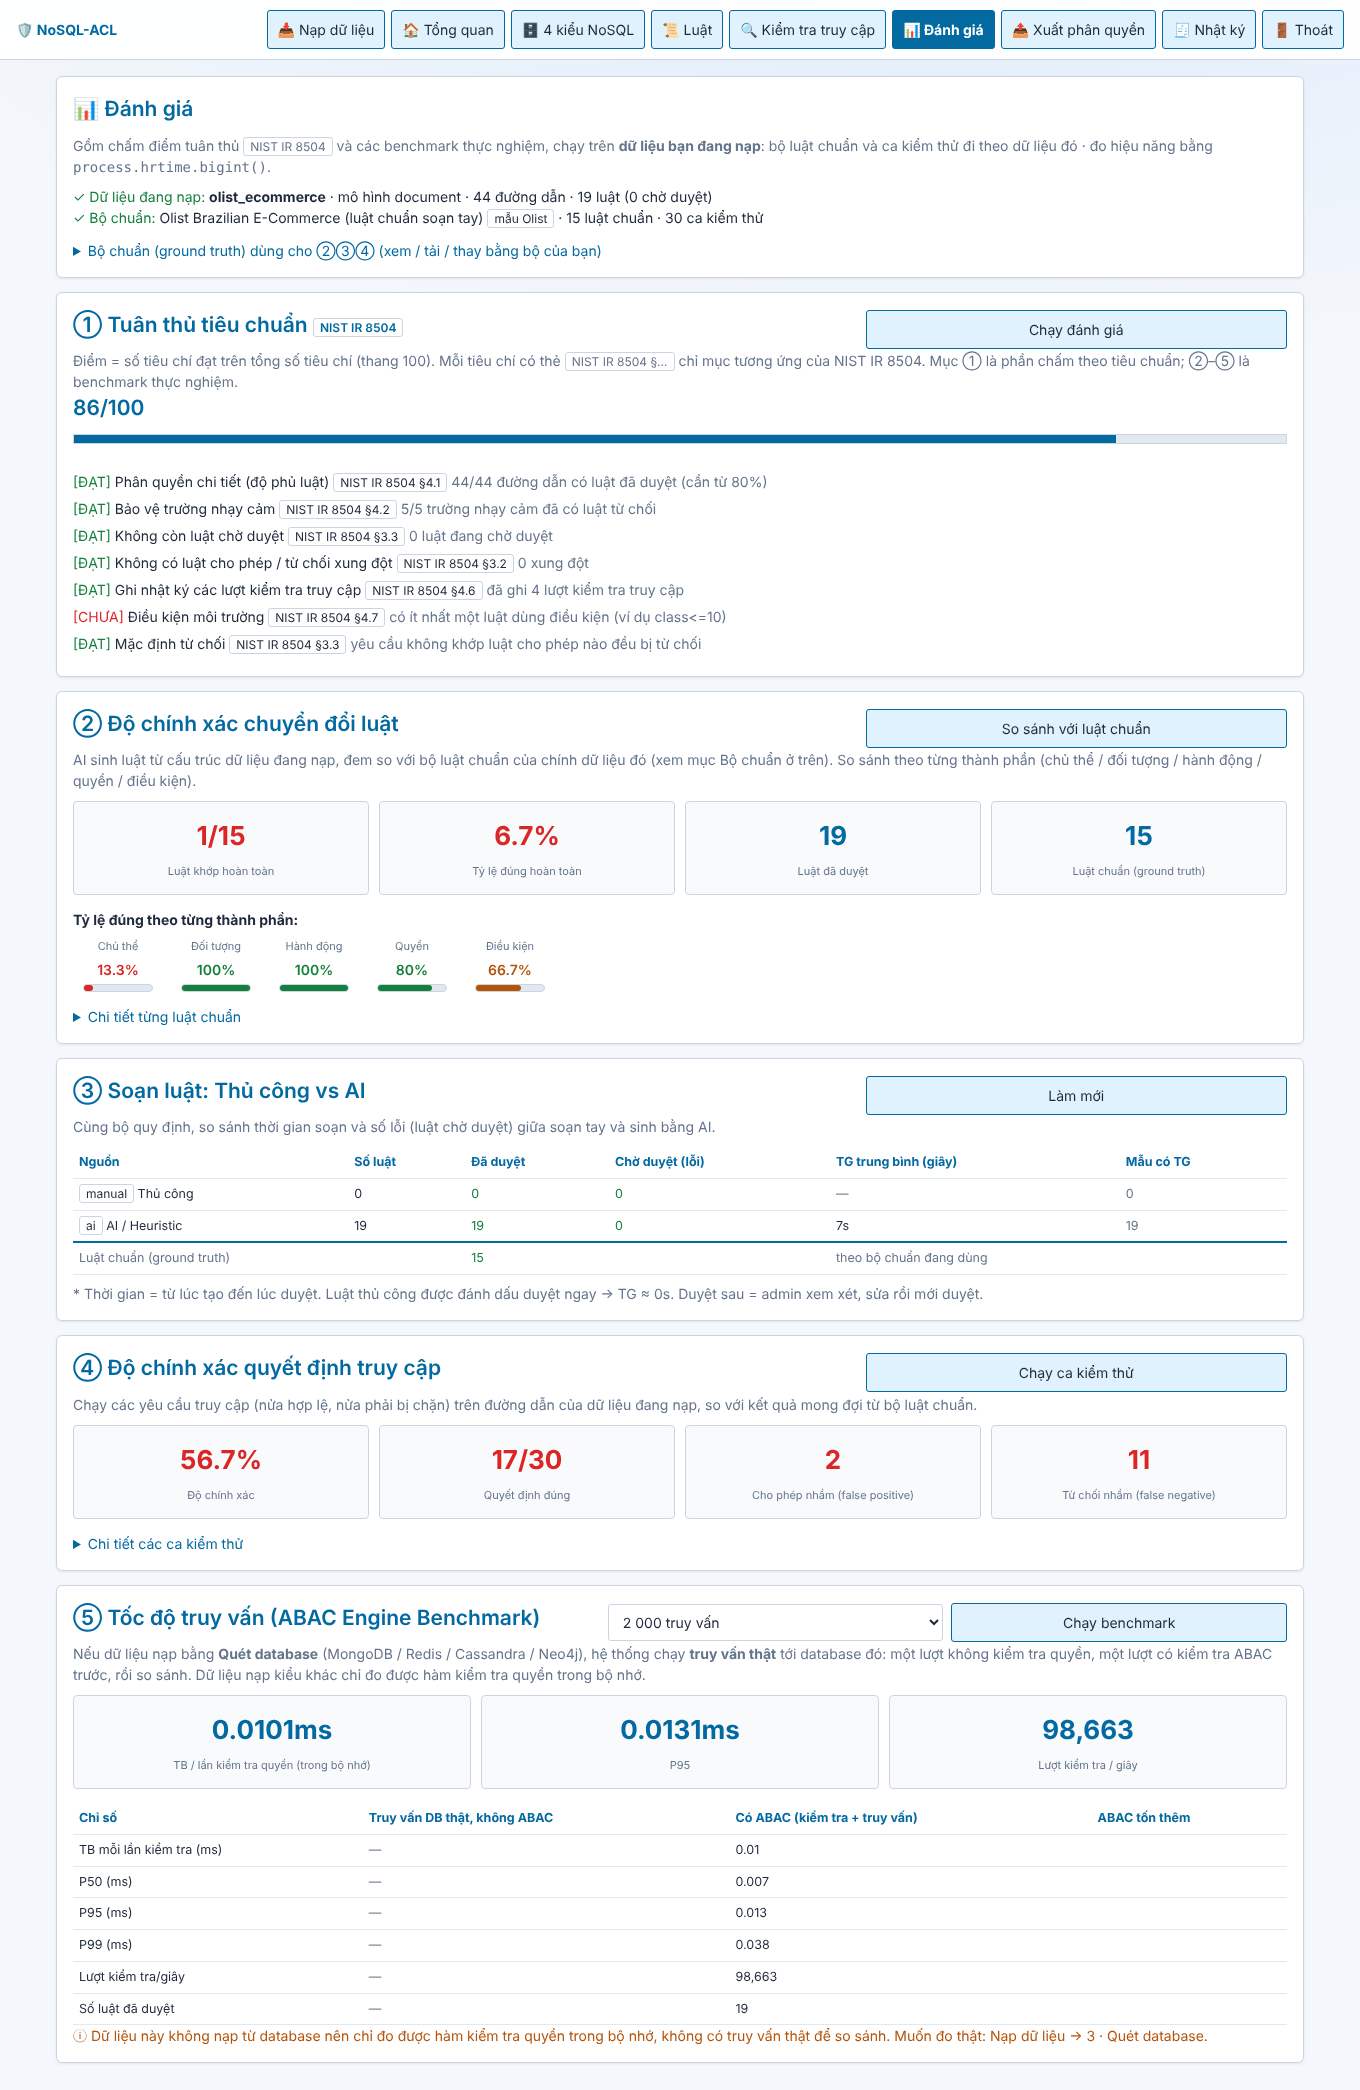 🛡️ NoSQL-ACL
📥 Nạp dữ liệu
🏠 Tổng quan
🗄️ 4 kiểu NoSQL
📜 Luật
🔍 Kiểm tra truy cập
📊 Đánh giá
📤 Xuất phân quyền
🧾 Nhật ký
🚪 Thoát
📊 Đánh giá
Gồm chấm điểm tuân thủ NIST IR 8504 và các benchmark thực nghiệm, chạy trên dữ liệu bạn đang nạp: bộ luật chuẩn và ca kiểm thử đi theo dữ liệu đó · đo hiệu năng bằng
process.hrtime.bigint().
✓ Dữ liệu đang nạp: olist_ecommerce · mô hình document · 44 đường dẫn · 19 luật (0 chờ duyệt)
✓ Bộ chuẩn: Olist Brazilian E-Commerce (luật chuẩn soạn tay) mẫu Olist · 15 luật chuẩn · 30 ca kiểm thử
▶ Bộ chuẩn (ground truth) dùng cho ②③④ (xem / tải / thay bằng bộ của bạn)
① Tuân thủ tiêu chuẩn NIST IR 8504
Chạy đánh giá
Điểm = số tiêu chí đạt trên tổng số tiêu chí (thang 100). Mỗi tiêu chí có thẻ NIST IR 8504 §... chỉ mục tương ứng của NIST IR 8504. Mục ① là phần chấm theo tiêu chuẩn; ②–⑤ là
benchmark thực nghiệm.
86/100
[ĐẠT] Phân quyền chi tiết (độ phủ luật) NIST IR 8504 §4.1 44/44 đường dẫn có luật đã duyệt (cần từ 80%)
[ĐẠT] Bảo vệ trường nhạy cảm NIST IR 8504 §4.2 5/5 trường nhạy cảm đã có luật từ chối
[ĐẠT] Không còn luật chờ duyệt NIST IR 8504 §3.3 0 luật đang chờ duyệt
[ĐẠT] Không có luật cho phép / từ chối xung đột NIST IR 8504 §3.2 0 xung đột
[ĐẠT] Ghi nhật ký các lượt kiểm tra truy cập NIST IR 8504 §4.6 đã ghi 4 lượt kiểm tra truy cập
[CHƯA] Điều kiện môi trường NIST IR 8504 §4.7 có ít nhất một luật dùng điều kiện (ví dụ class<=10)
[ĐẠT] Mặc định từ chối NIST IR 8504 §3.3 yêu cầu không khớp luật cho phép nào đều bị từ chối
② Độ chính xác chuyển đổi luật
So sánh với luật chuẩn
AI sinh luật từ cấu trúc dữ liệu đang nạp, đem so với bộ luật chuẩn của chính dữ liệu đó (xem mục Bộ chuẩn ở trên). So sánh theo từng thành phần (chủ thể / đối tượng / hành động /
quyền / điều kiện).
1/15
Luật khớp hoàn toàn
6.7%
Tỷ lệ đúng hoàn toàn
19
Luật đã duyệt
15
Luật chuẩn (ground truth)
Tỷ lệ đúng theo từng thành phần:
Chủ thể Đối tượng Hành động Quyền Điều kiện
13.3% 100% 100% 80% 66.7%
▶ Chi tiết từng luật chuẩn
③ Soạn luật: Thủ công vs AI
Làm mới
Cùng bộ quy định, so sánh thời gian soạn và số lỗi (luật chờ duyệt) giữa soạn tay và sinh bằng AI.
Nguồn Số luật Đã duyệt Chờ duyệt (lỗi) TG trung bình (giây) Mẫu có TG
manual Thủ công 0 0 0 — 0
ai AI / Heuristic 19 19 0 7s 19
Luật chuẩn (ground truth) 15 theo bộ chuẩn đang dùng
* Thời gian = từ lúc tạo đến lúc duyệt. Luật thủ công được đánh dấu duyệt ngay → TG ≈ 0s. Duyệt sau = admin xem xét, sửa rồi mới duyệt.
④ Độ chính xác quyết định truy cập
Chạy ca kiểm thử
Chạy các yêu cầu truy cập (nửa hợp lệ, nửa phải bị chặn) trên đường dẫn của dữ liệu đang nạp, so với kết quả mong đợi từ bộ luật chuẩn.
56.7%
Độ chính xác
17/30
Quyết định đúng
2
Cho phép nhầm (false positive)
11
Từ chối nhầm (false negative)
▶ Chi tiết các ca kiểm thử
⑤ Tốc độ truy vấn (ABAC Engine Benchmark)
2 000 truy vấn
Chạy benchmark
Nếu dữ liệu nạp bằng Quét database (MongoDB / Redis / Cassandra / Neo4j), hệ thống chạy truy vấn thật tới database đó: một lượt không kiểm tra quyền, một lượt có kiểm tra ABAC
trước, rồi so sánh. Dữ liệu nạp kiểu khác chỉ đo được hàm kiểm tra quyền trong bộ nhớ.
0.0101ms
TB / lần kiểm tra quyền (trong bộ nhớ)
0.0131ms
P95
98,663
Lượt kiểm tra / giây
Chỉ số Truy vấn DB thật, không ABAC Có ABAC (kiểm tra + truy vấn) ABAC tốn thêm
TB mỗi lần kiểm tra (ms) — 0.01
P50 (ms) — 0.007
P95 (ms) — 0.013
P99 (ms) — 0.038
Lượt kiểm tra/giây — 98,663
Số luật đã duyệt — 19
ⓘ Dữ liệu này không nạp từ database nên chỉ đo được hàm kiểm tra quyền trong bộ nhớ, không có truy vấn thật để so sánh. Muốn đo thật: Nạp dữ liệu → 3 · Quét database.